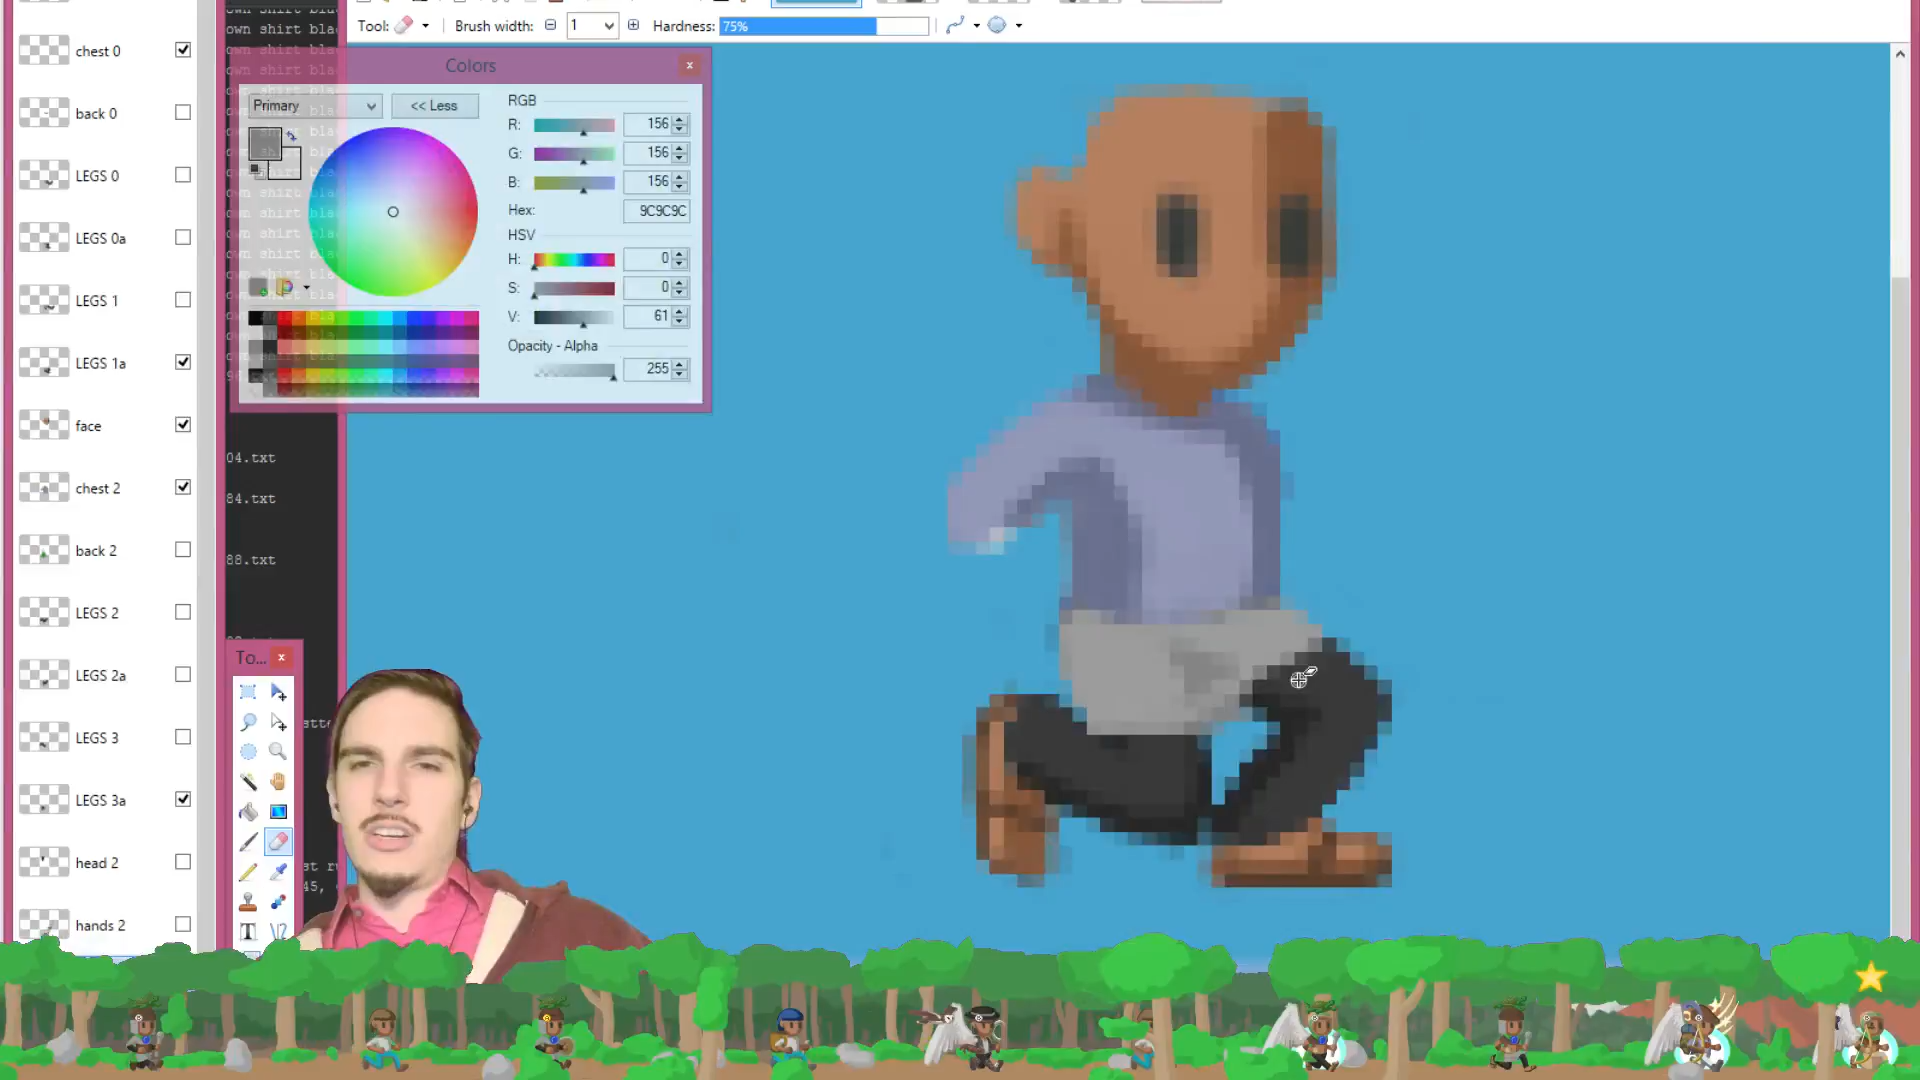 Tool:
Brush width:
1
Hardness:
75%
chest 0
back 0
LEGS 0
LEGS 0a
LEGS 1
LEGS 1a
face
chest 2
back 2
LEGS 2
LEGS 2a
LEGS 3
LEGS 3a
head 2
hands 2
own shirt bla
own shirt bla
Colors
Primary
<< Less
RGB
R:
156
G:
156
B:
156
Hex:
9C9C9C
HSV
H:
0
S:
0
V:
61
Opacity - Alpha
255
04.txt
84.txt
88.txt
To...